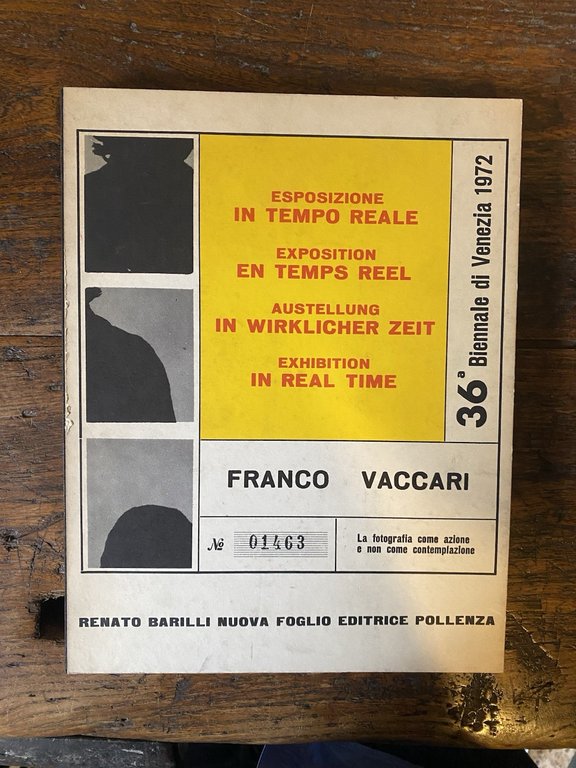 ESPOSIZIONE
IN TEMPO REALE
EXPOSITION
EN TEMPS REEL
AUSTELLUNG
IN WIRKLICHER ZEIT
EXHIBITION
IN REAL TIME
36ª Biennale di Venezia 1972
FRANCO VACCARI
№ 01463
La fotografia come azione
e non come contemplazione
RENATO BARILLI NUOVA FOGLIO EDITRICE POLLENZA